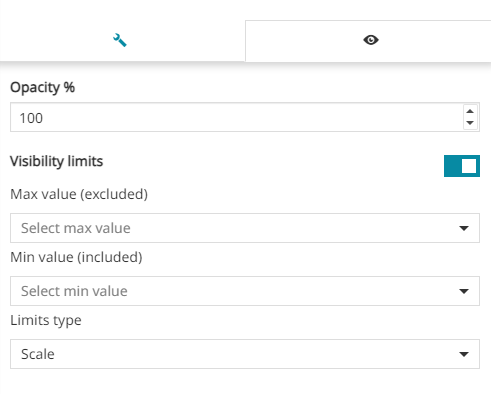 Opacity %
100
Visibility limits
Max value (excluded)
Select max value
Min value (included)
Select min value
Limits type
Scale